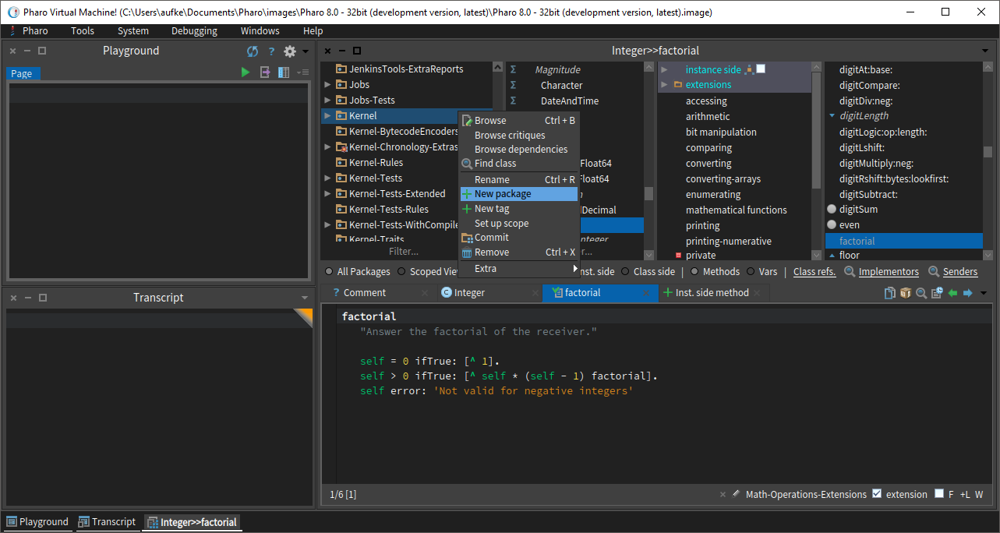 Pharo Virtual Machine! (C:\Users\aufke\Documents\Pharo\images\Pharo 8.0 - 32bit (development version, latest)\Pharo 8.0 - 32bit (development version, latest).image)
Pharo Tools System Debugging Windows Help
Playground
Page
Transcript
Integer>>factorial
JenkinsTools-ExtraReports
Jobs
Jobs-Tests
Kernel
Kernel-BytecodeEncoders
Kernel-Chronology-Extras
Kernel-Rules
Kernel-Tests
Kernel-Tests-Extended
Kernel-Tests-Rules
Kernel-Tests-WithCompile
Kernel-Traits
Filter...
Magnitude
Character
DateAndTime
Float64
Float64
Decimal
nteger
Browse Ctrl + B
Browse critiques
Browse dependencies
Find class
Rename Ctrl + R
New package
New tag
Set up scope
Commit
Remove Ctrl + X
Extra
instance side
extensions
accessing
arithmetic
bit manipulation
comparing
converting
converting-arrays
enumerating
mathematical functions
printing
printing-numerative
private
digitAt:base:
digitCompare:
digitDiv:neg:
digitLength
digitLogic:op:length:
digitLshift:
digitMultiply:neg:
digitRshift:bytes:lookfirst:
digitSubtract:
digitSum
even
factorial
floor
All Packages Scoped Vie nst. side Class side | Methods Vars | Class refs. Implementors Senders
? Comment Integer factorial Inst. side method
factorial
"Answer the factorial of the receiver."
self = 0 ifTrue: [^ 1].
self > 0 ifTrue: [^ self * (self - 1) factorial].
self error: 'Not valid for negative integers'
1/6 [1] Math-Operations-Extensions extension F +L W
Playground Transcript Integer>>factorial